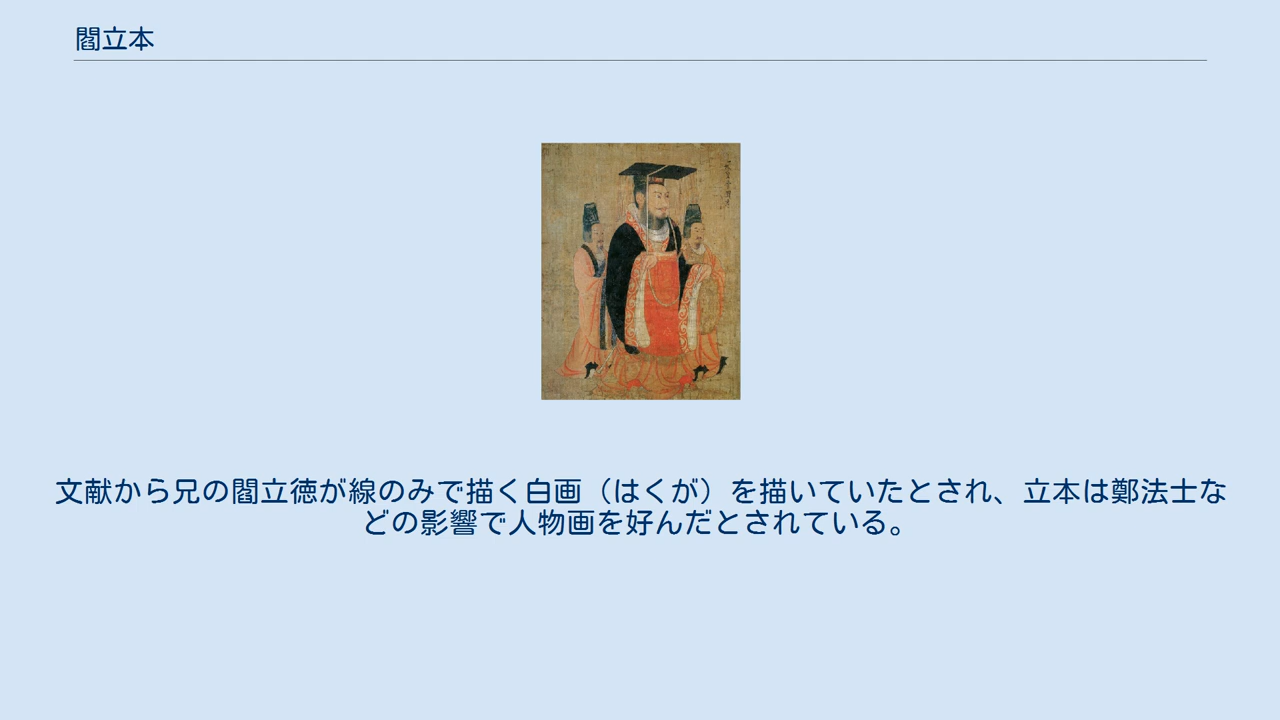 閻立本
文献から兄の閻立徳が線のみで描く白画（はくが）を描いていたとされ、立本は鄭法士な
どの影響で人物画を好んだとされている。